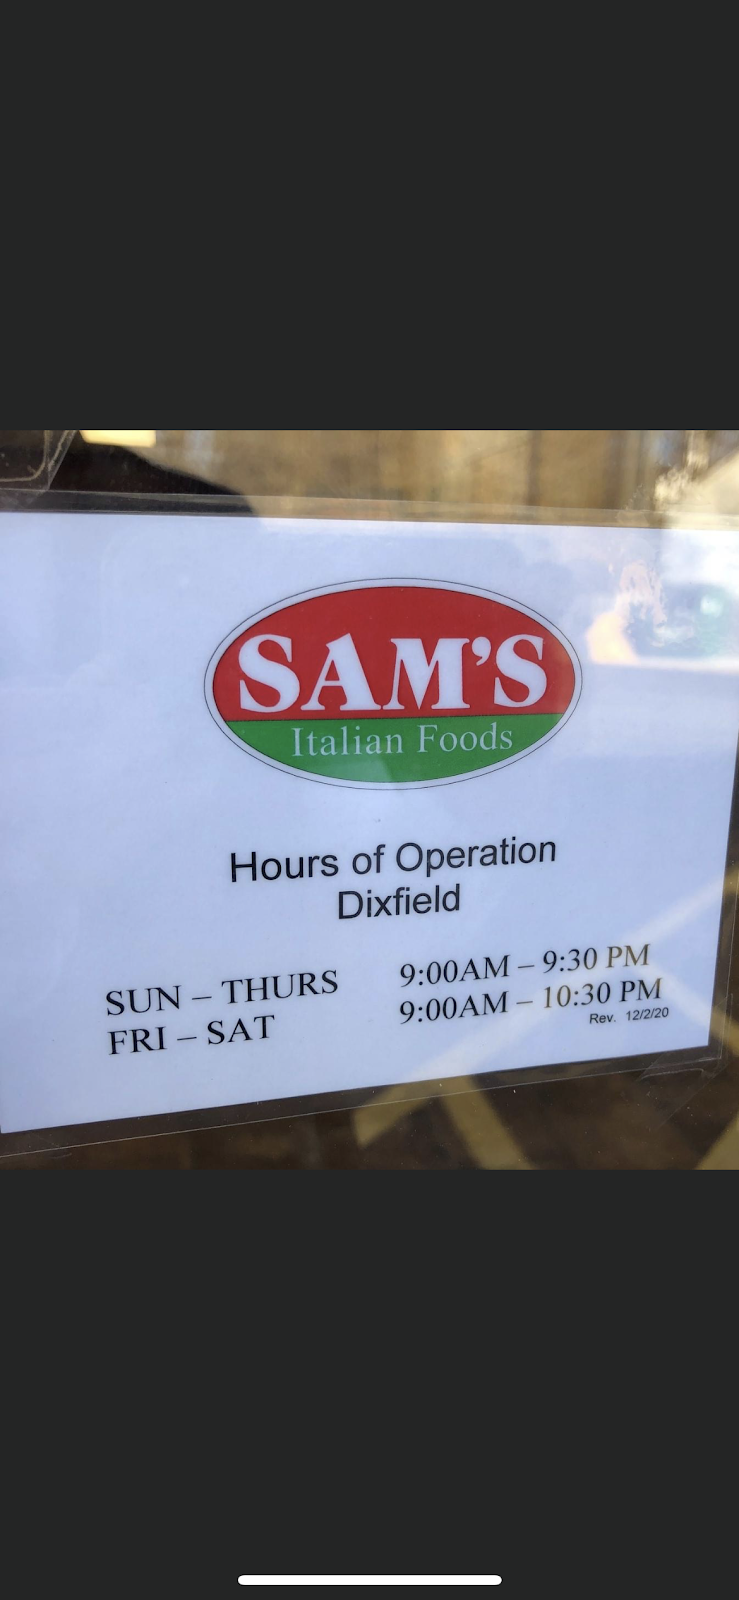 SAM'S
Italian Foods
Hours of Operation
Dixfield
SUN – THURS 9:00AM – 9:30 PM
FRI – SAT 9:00AM – 10:30 PM
Rev. 12/2/20